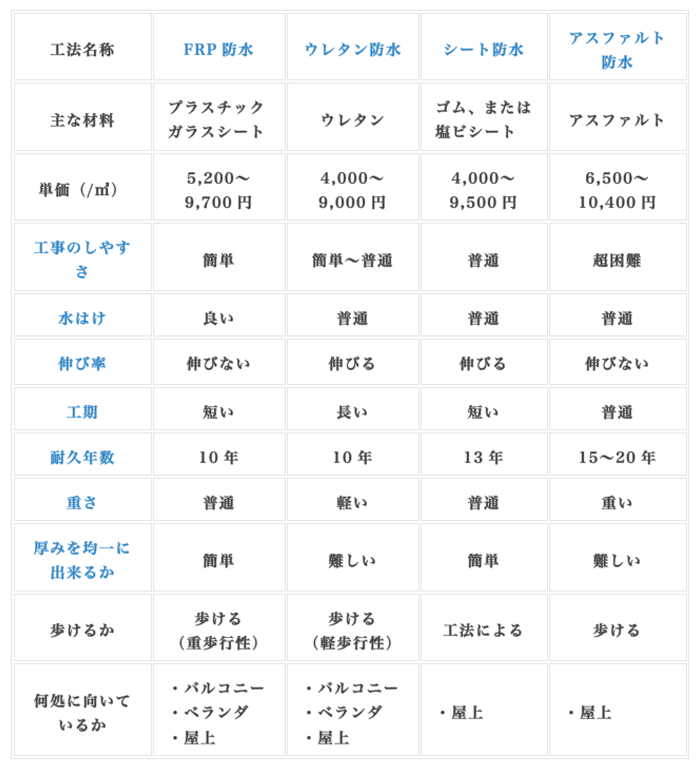 工法名称 FRP 防水 ウレタン防水 シート防水 アスファルト
防水
主な材料 プラスチック
ガラスシート ウレタン ゴム、または
塩ビシート アスファルト
単価（/㎡） 5,200～
9,700 円 4,000～
9,000 円 4,000～
9,500 円 6,500～
10,400 円
工事のしやす
さ 簡単 簡単～普通 普通 超困難
水はけ 良い 普通 普通 普通
伸び率 伸びない 伸びる 伸びる 伸びない
工期 短い 長い 短い 普通
耐久年数 10 年 10 年 13 年 15～20 年
重さ 普通 軽い 普通 重い
厚みを均一に
出来るか 簡単 難しい 簡単 難しい
歩けるか 歩ける
（重歩行性） 歩ける
（軽歩行性） 工法による 歩ける
何処に向いて
いるか ・バルコニー
・ベランダ
・屋上 ・バルコニー
・ベランダ
・屋上 ・屋上 ・屋上